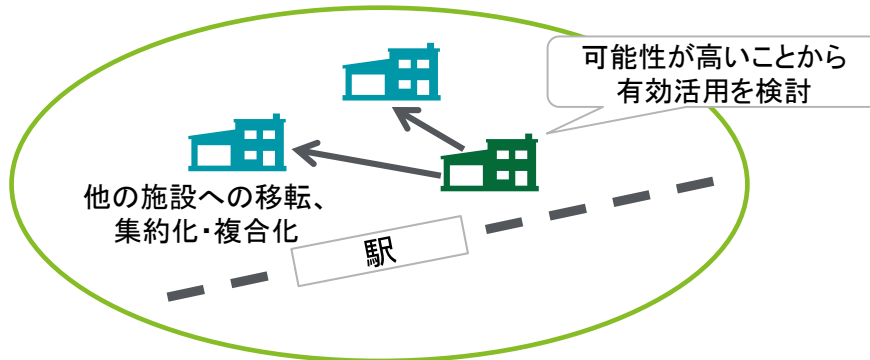 可能性が高いことから
有効活用を検討
他の施設への移転、
集約化・複合化
駅